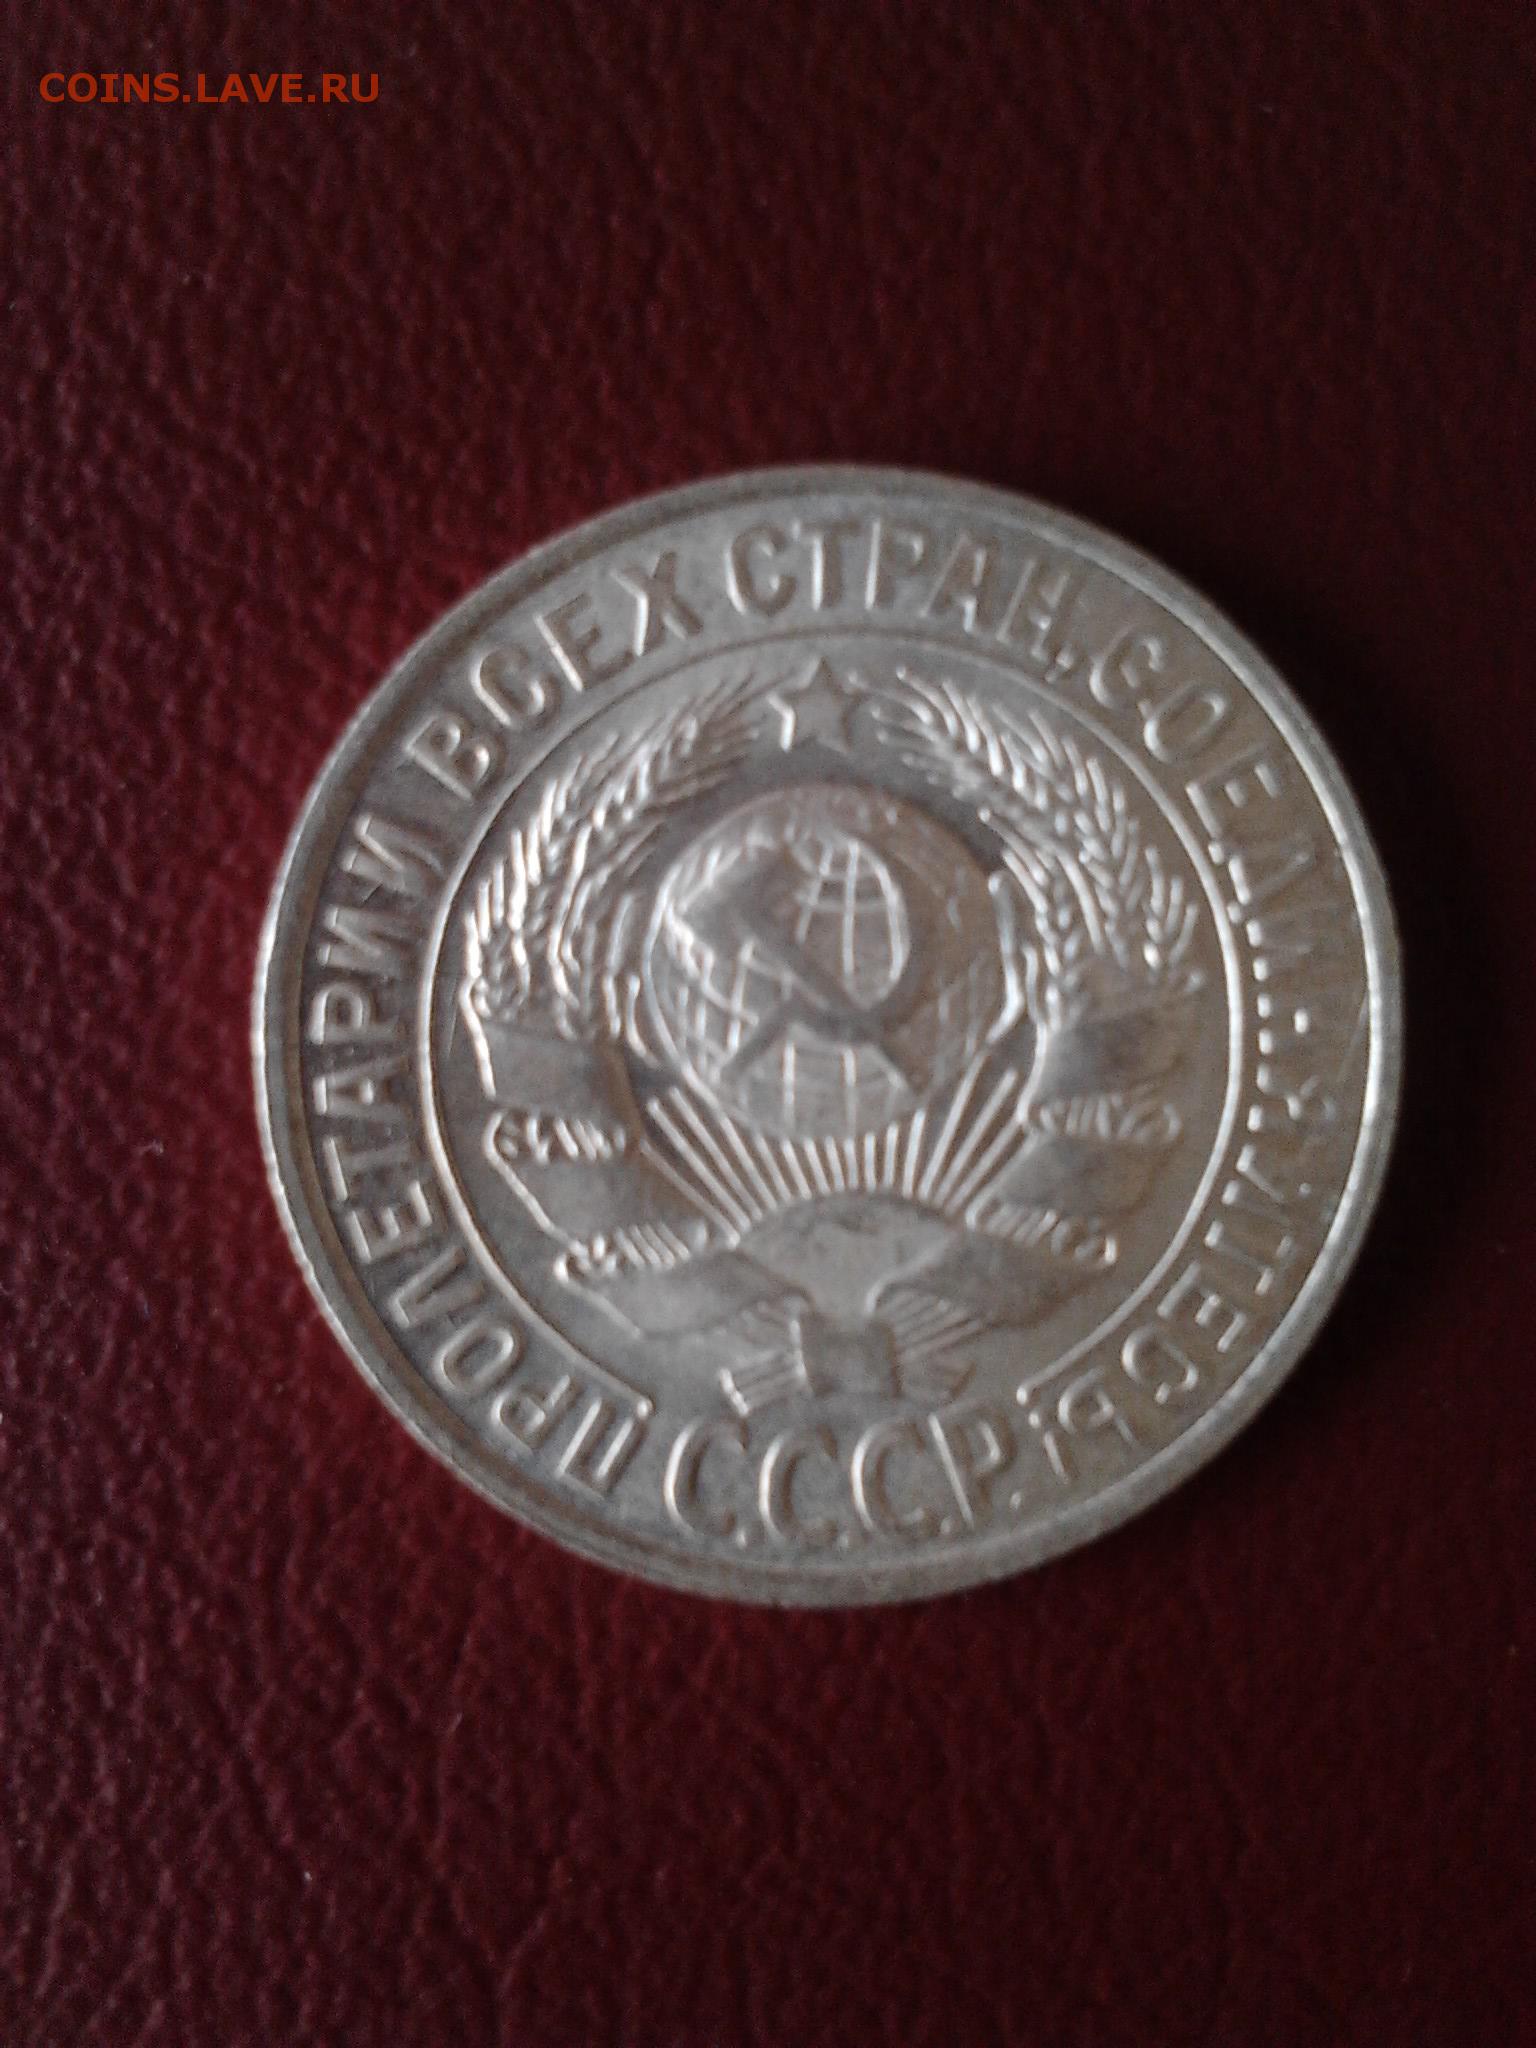 COINS.LAVE.RU
ПРОЛЕТАРИИ ВСЕХ СТРАН, СОЕДИНЯЙТЕСЬ!
С.С.С.Р.